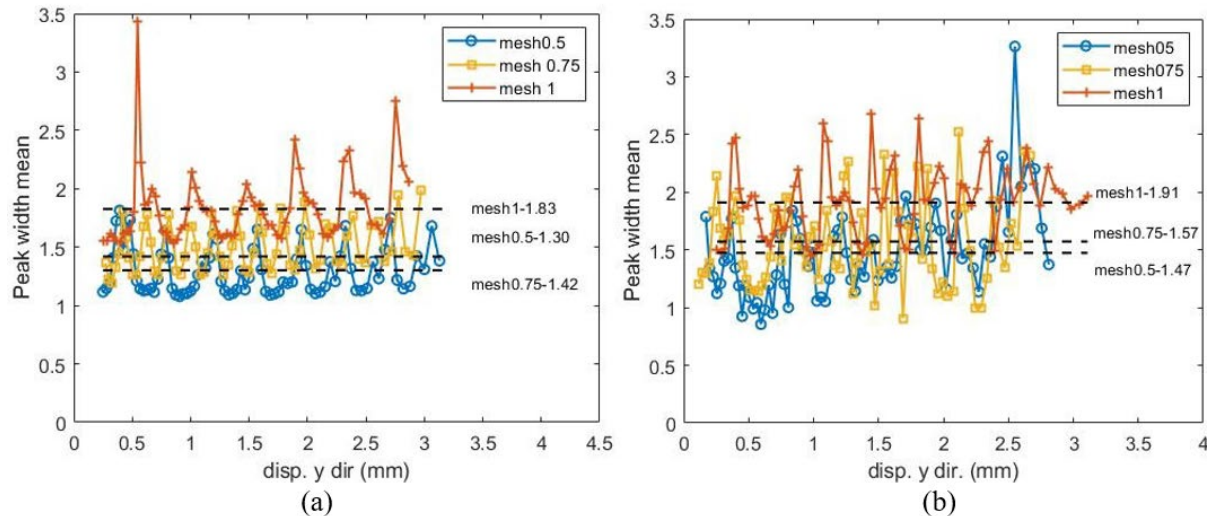 3.5
3
2.5
2
1.5
1
0.5
0
Peak width mean
mesh0.5
mesh 0.75
mesh 1
mesh1-1.83
mesh0.5-1.30
mesh0.75-1.42
0 0.5 1 1.5 2 2.5 3 3.5 4 4.5
disp. y dir (mm)
(a)
3.5
3
2.5
2
1.5
1
0.5
0
Peak width mean
mesh05
mesh075
mesh1
mesh1-1.91
mesh0.75-1.57
mesh0.5-1.47
0 0.5 1 1.5 2 2.5 3 3.5 4
disp. y dir. (mm)
(b)